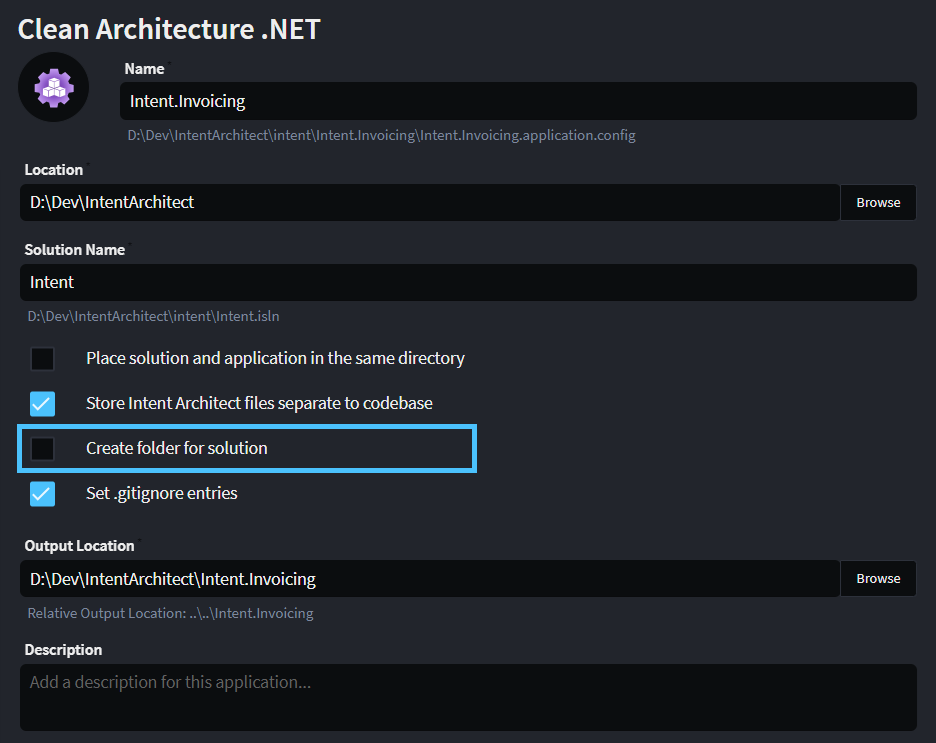 Clean Architecture .NET
Name
Intent.Invoicing
D:\Dev\IntentArchitect\intent\Intent.Invoicing\Intent.Invoicing.application.config
Location
D:\Dev\IntentArchitect
Browse
Solution Name
Intent
D:\Dev\IntentArchitect\intent\Intent.isln
Place solution and application in the same directory
Store Intent Architect files separate to codebase
Create folder for solution
Set .gitignore entries
Output Location
D:\Dev\IntentArchitect\Intent.Invoicing
Browse
Relative Output Location: ..\..\Intent.Invoicing
Description
Add a description for this application...